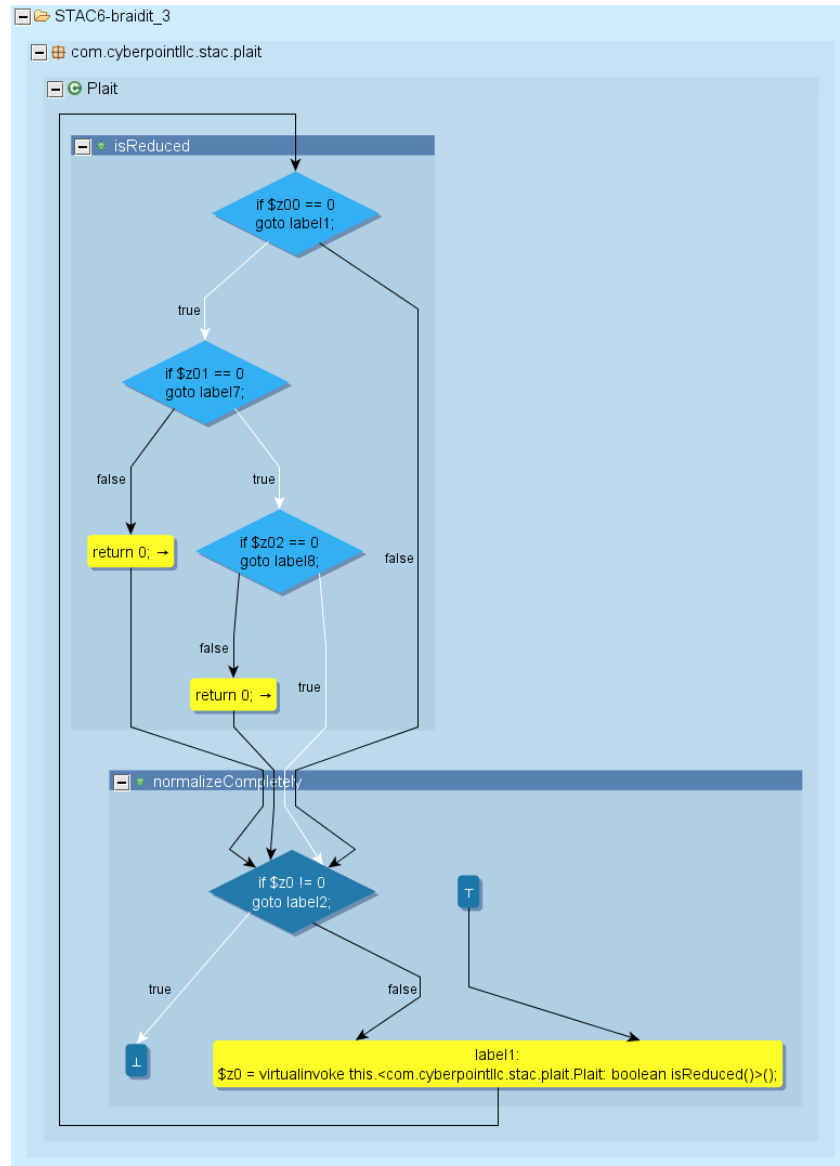 STAC6-braidit_3
com.cyberpointllc.stac.plait
Plait
isReduced
if $z00 == 0
goto label1;
true
if $z01 == 0
goto label7;
false
true
if $z02 == 0
goto label8;
return 0; →
false
false
true
return 0; →
normalizeCompletely
if $z0 != 0
goto label2;
⊤
true
false
⊥
label1:
$z0 = virtualinvoke this.<com.cyberpointllc.stac.plait.Plait: boolean isReduced()>();